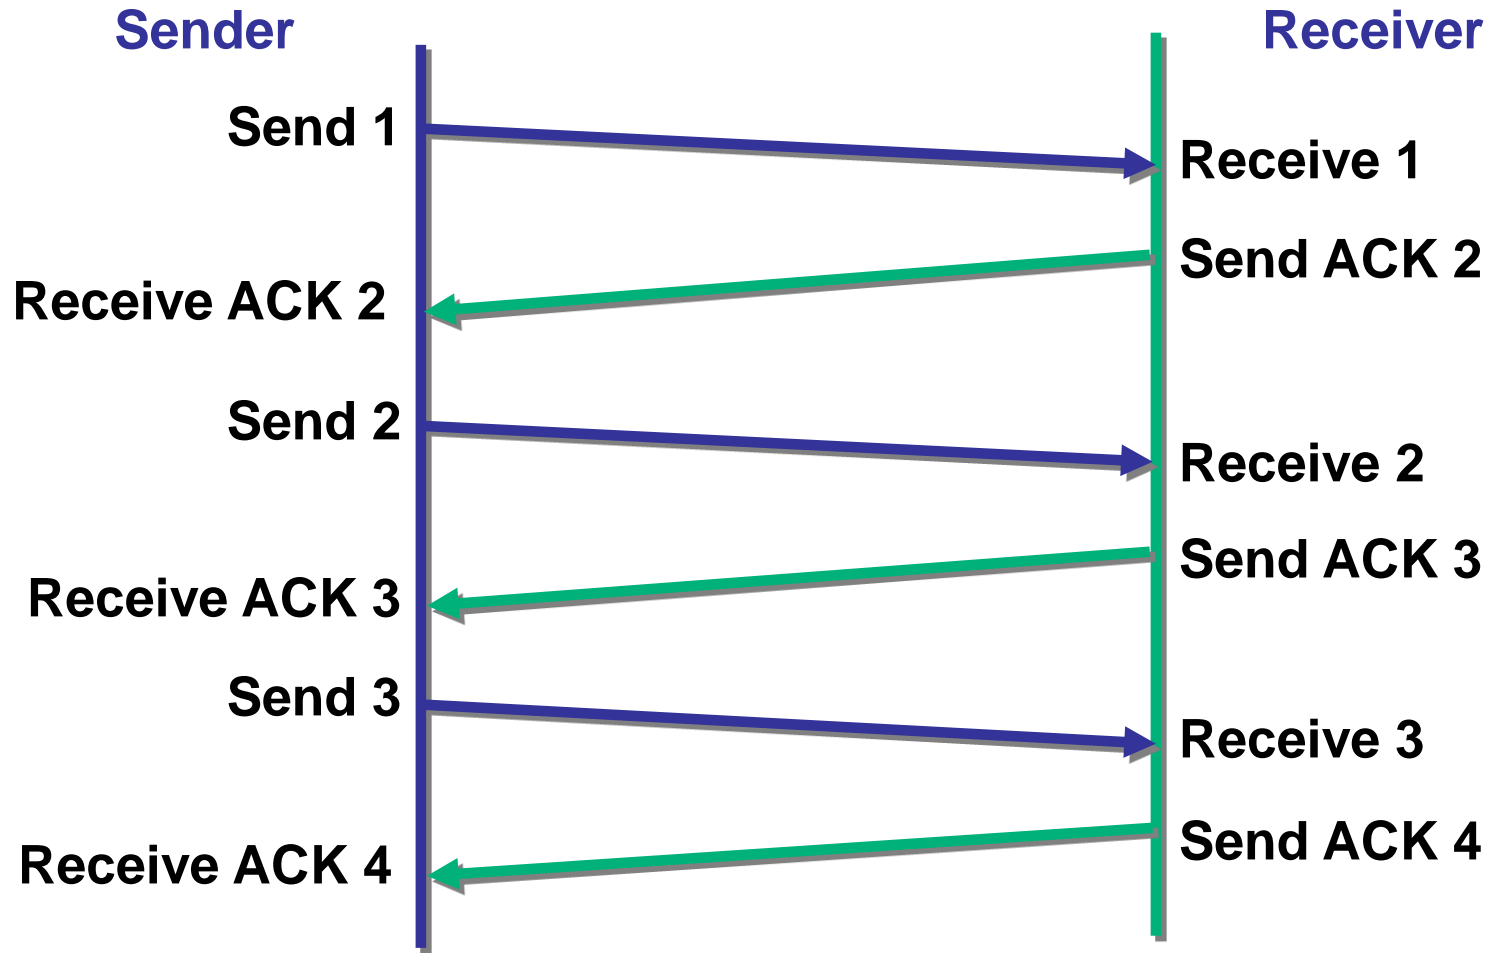 Sender
Receiver
Send 1
Receive 1
Send ACK 2
Receive ACK 2
Send 2
Receive 2
Send ACK 3
Receive ACK 3
Send 3
Receive 3
Send ACK 4
Receive ACK 4